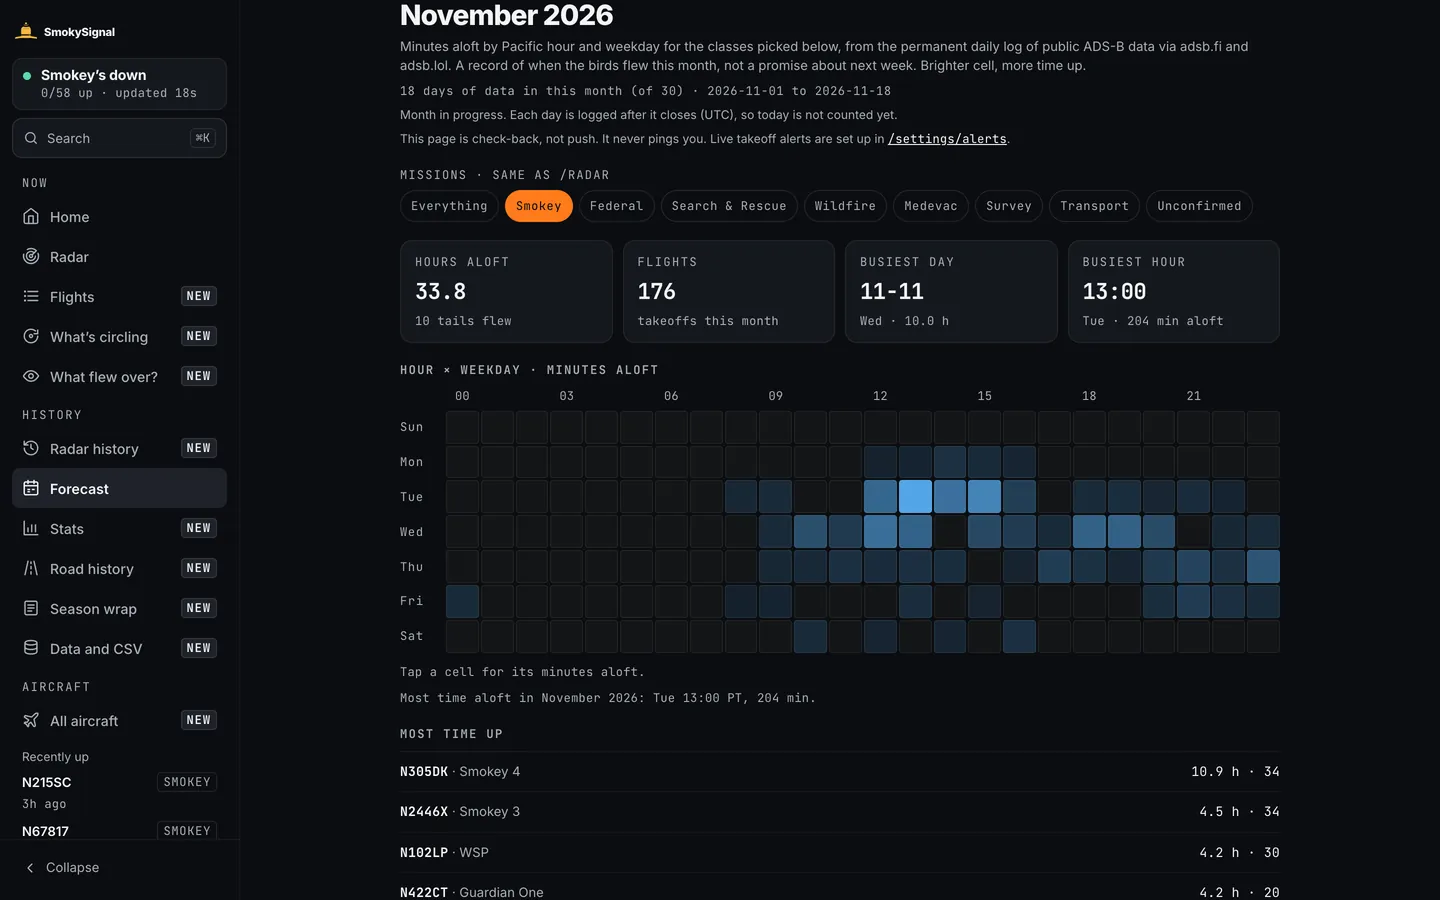 SmokySignal
Smokey's down
0/58 up · updated 18s
Search ⌘K
NOW
Home
Radar
Flights NEW
What's circling NEW
What flew over? NEW
HISTORY
Radar history NEW
Forecast
Stats NEW
Road history NEW
Season wrap NEW
Data and CSV NEW
AIRCRAFT
All aircraft NEW
Recently up
N215SC SMOKEY
3h ago
N67817 SMOKEY
Collapse
November 2026
Minutes aloft by Pacific hour and weekday for the classes picked below, from the permanent daily log of public ADS-B data via adsb.fi and
adsb.lol. A record of when the birds flew this month, not a promise about next week. Brighter cell, more time up.
18 days of data in this month (of 30) · 2026-11-01 to 2026-11-18
Month in progress. Each day is logged after it closes (UTC), so today is not counted yet.
This page is check-back, not push. It never pings you. Live takeoff alerts are set up in /settings/alerts.
MISSIONS · SAME AS /RADAR
Everything Smokey Federal Search & Rescue Wildfire Medevac Survey Transport Unconfirmed
HOURS ALOFT
33.8
10 tails flew
FLIGHTS
176
takeoffs this month
BUSIEST DAY
11-11
Wed · 10.0 h
BUSIEST HOUR
13:00
Tue · 204 min aloft
HOUR × WEEKDAY · MINUTES ALOFT
00 03 06 09 12 15 18 21
Sun
Mon
Tue
Wed
Thu
Fri
Sat
Tap a cell for its minutes aloft.
Most time aloft in November 2026: Tue 13:00 PT, 204 min.
MOST TIME UP
N305DK · Smokey 4 10.9 h · 34
N2446X · Smokey 3 4.5 h · 34
N102LP · WSP 4.2 h · 30
N422CT · Guardian One 4.2 h · 20